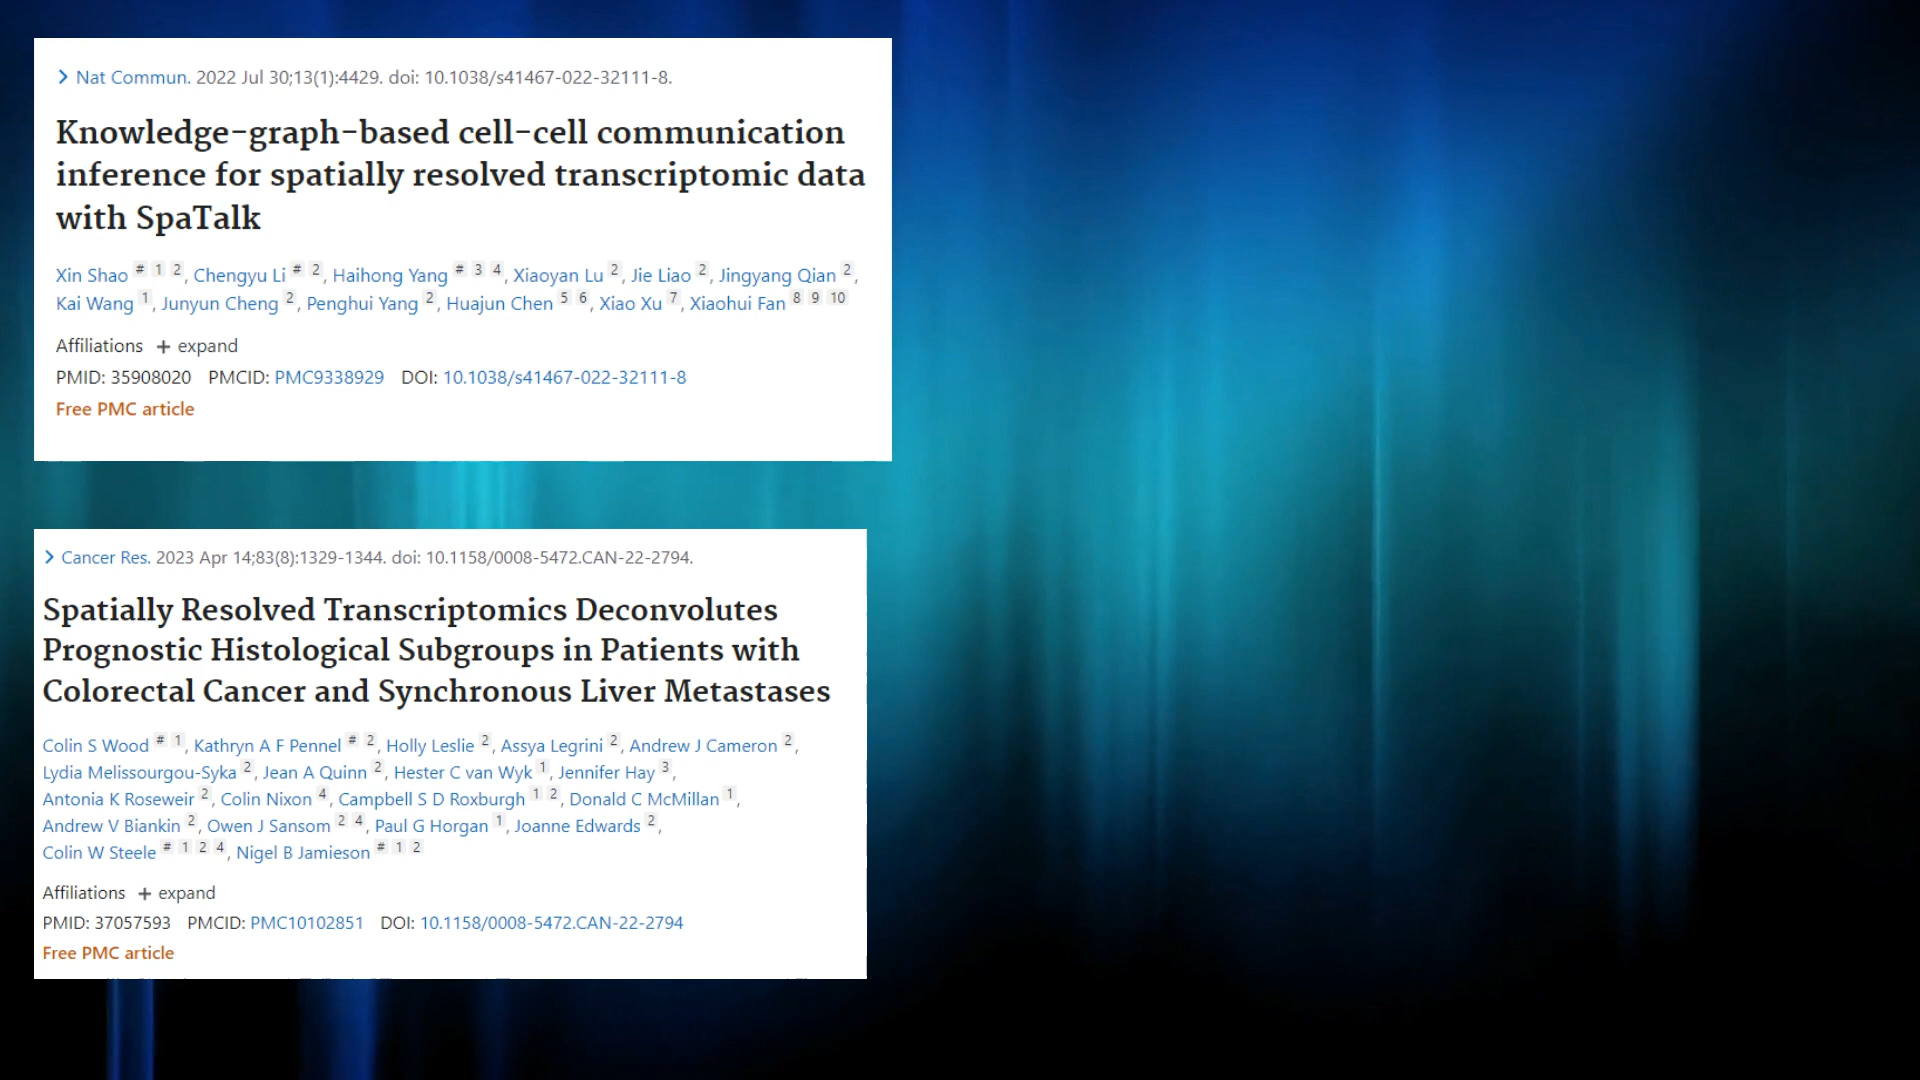 Nat Commun. 2022 Jul 30;13(1):4429. doi: 10.1038/s41467-022-32111-8.
Knowledge-graph-based cell-cell communication
inference for spatially resolved transcriptomic data
with SpaTalk
Xin Shao # 1 2, Chengyu Li # 2, Haihong Yang # 3 4, Xiaoyan Lu 2, Jie Liao 2, Jingyang Qian 2,
Kai Wang 1, Junyun Cheng 2, Penghui Yang 2, Huajun Chen 5 6, Xiao Xu 7, Xiaohui Fan 8 9 10
Affiliations + expand
PMID: 35908020 PMCID: PMC9338929 DOI: 10.1038/s41467-022-32111-8
Free PMC article
Cancer Res. 2023 Apr 14;83(8):1329-1344. doi: 10.1158/0008-5472.CAN-22-2794.
Spatially Resolved Transcriptomics Deconvolutes
Prognostic Histological Subgroups in Patients with
Colorectal Cancer and Synchronous Liver Metastases
Colin S Wood # 1, Kathryn A F Pennel # 2, Holly Leslie 2, Assya Legrini 2, Andrew J Cameron 2,
Lydia Melissourgou-Syka 2, Jean A Quinn 2, Hester C van Wyk 1, Jennifer Hay 3,
Antonia K Roseweir 2, Colin Nixon 4, Campbell S D Roxburgh 1 2, Donald C McMillan 1,
Andrew V Biankin 2, Owen J Sansom 2 4, Paul G Horgan 1, Joanne Edwards 2,
Colin W Steele # 1 2 4, Nigel B Jamieson # 1 2
Affiliations + expand
PMID: 37057593 PMCID: PMC10102851 DOI: 10.1158/0008-5472.CAN-22-2794
Free PMC article